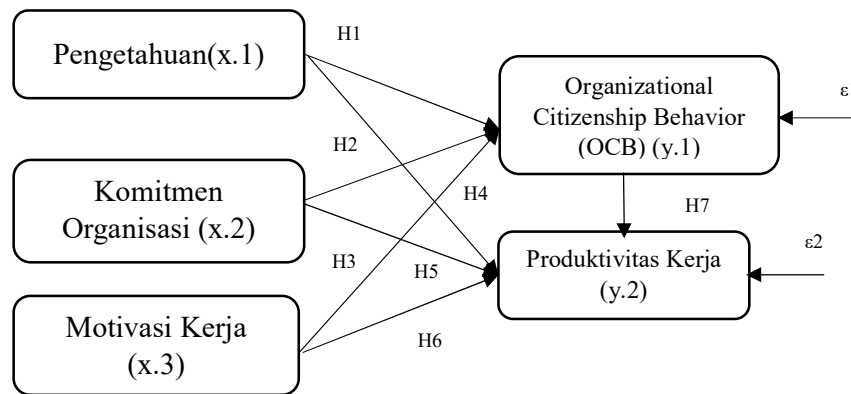 Pengetahuan(x.1)
H1
Organizational
Citizenship Behavior
(OCB) (y.1)
ε
H2
Komitmen
Organisasi (x.2)
H4
H7
H3
H5
Produktivitas Kerja
(y.2)
ε2
Motivasi Kerja
(x.3)
H6